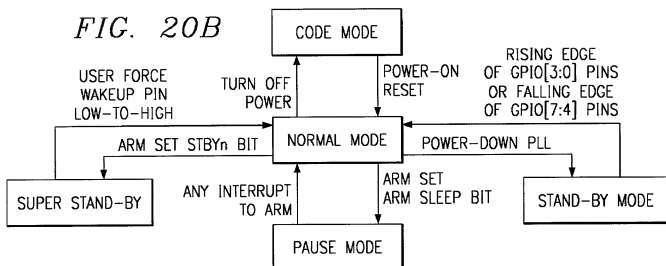 FIG. 20B
CODE MODE
USER FORCE
WAKEUP PIN
LOW-TO-HIGH
TURN OFF
POWER
POWER-ON
RESET
RISING EDGE
OF GPIO[3:0] PINS
OR FALLING EDGE
OF GPIO[7:4] PINS
ARM SET STBYn BIT
NORMAL MODE
POWER-DOWN PLL
SUPER STAND-BY
ANY INTERRUPT
TO ARM
ARM SET
ARM SLEEP BIT
STAND-BY MODE
PAUSE MODE